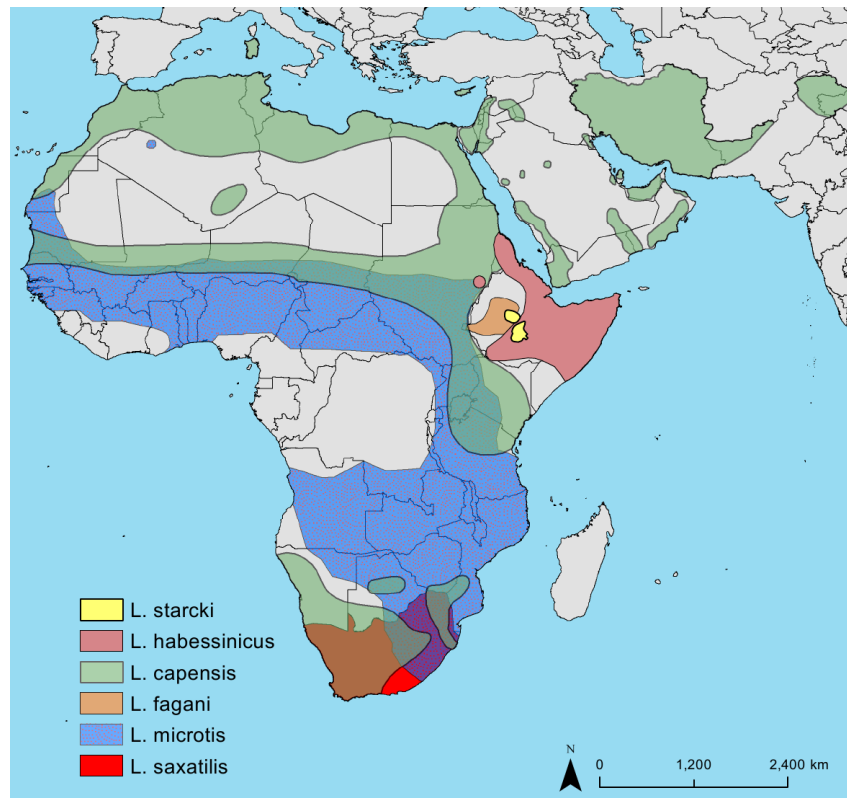 L. starcki
L. habessinicus
L. capensis
L. fagani
L. microtis
L. saxatilis
N
0 1,200 2,400 km